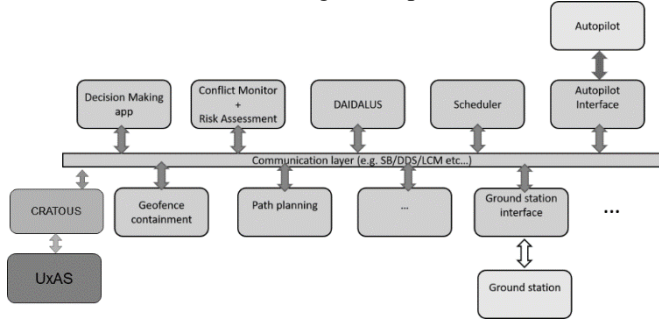 Autopilot
Decision Making
app
Conflict Monitor
+
Risk Assessment
DAIDALUS
Scheduler
Autopilot
Interface
Communication layer (e.g. SB/DDS/LCM etc...)
CRATOUS
Geofence
containment
Path planning
...
Ground station
interface
...
UxAS
Ground station